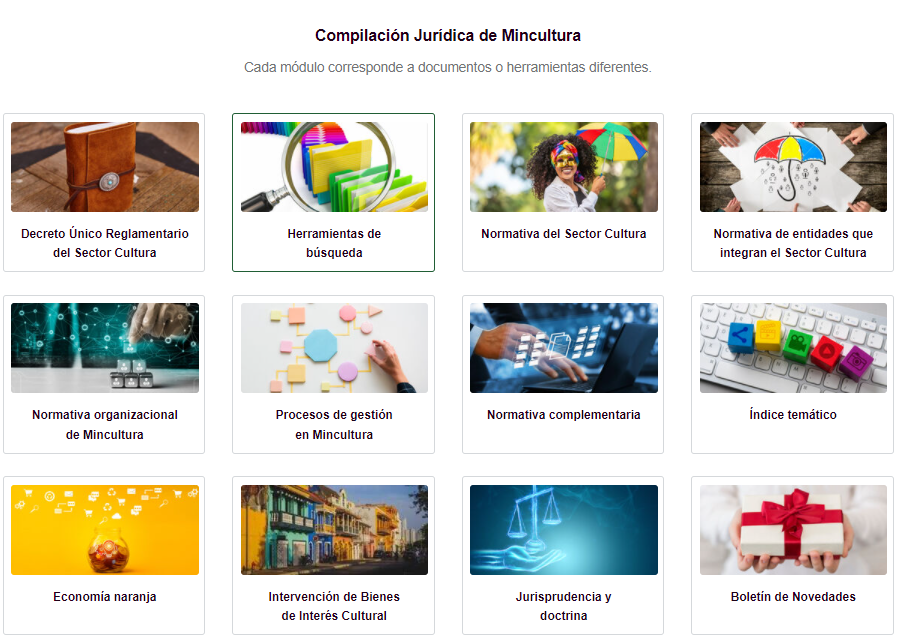 Compilación Jurídica de Mincultura
Cada módulo corresponde a documentos o herramientas diferentes.
Decreto Único Reglamentario
del Sector Cultura
Herramientas de
búsqueda
Normativa del Sector Cultura
Normativa de entidades que
integran el Sector Cultura
Normativa organizacional
de Mincultura
Procesos de gestión
en Mincultura
Normativa complementaria
Índice temático
Economía naranja
Intervención de Bienes
de Interés Cultural
Jurisprudencia y
doctrina
Boletín de Novedades